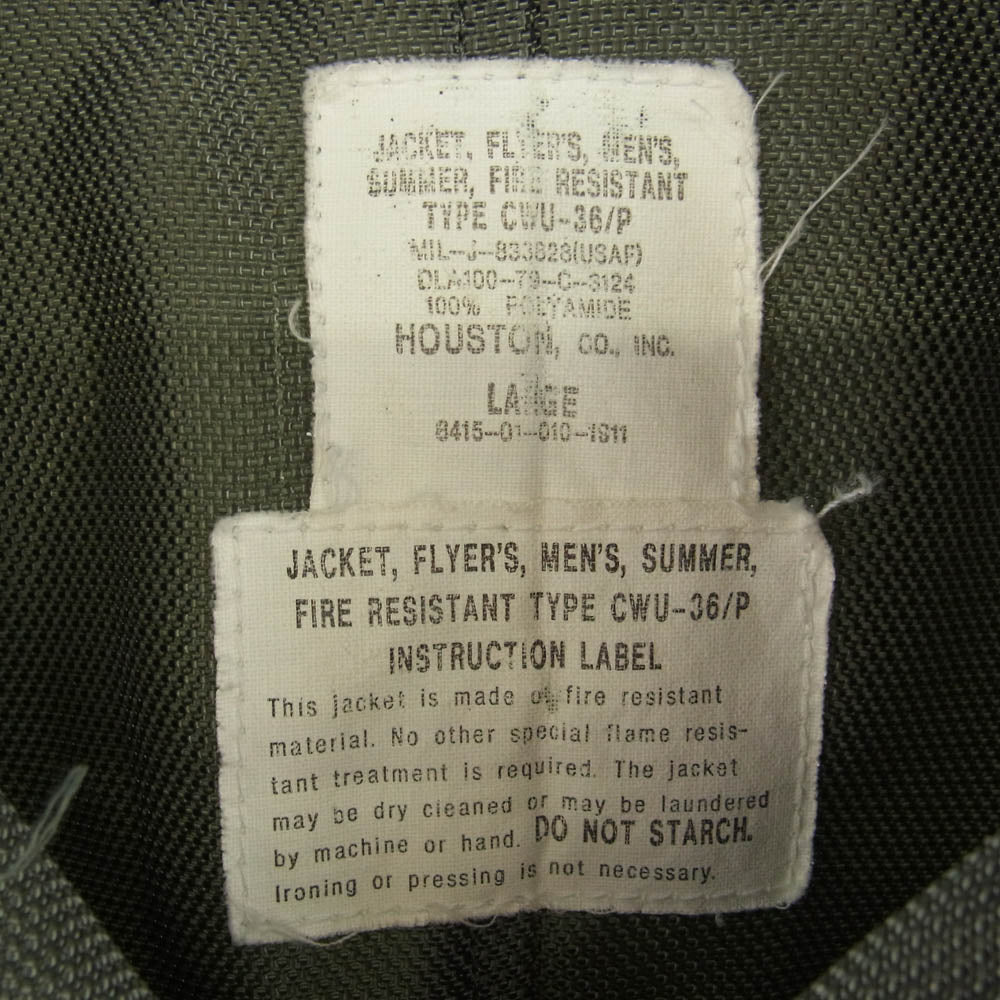 JACKET, FLYER'S, MEN'S,
SUMMER, FIRE RESISTANT
TYPE CWU-36/P
MIL-J-833628(USAF)
DLA100-79-C-3124
100% POLYAMIDE
HOUSTON, CO., INC.
LARGE
8415-01-010-1911
JACKET, FLYER'S, MEN'S, SUMMER,
FIRE RESISTANT TYPE CWU-36/P
INSTRUCTION LABEL
This jacket is made of fire resistant
material. No other special flame resis-
tant treatment is required. The jacket
may be dry cleaned or may be laundered
by machine or hand. DO NOT STARCH.
Ironing or pressing is not necessary.